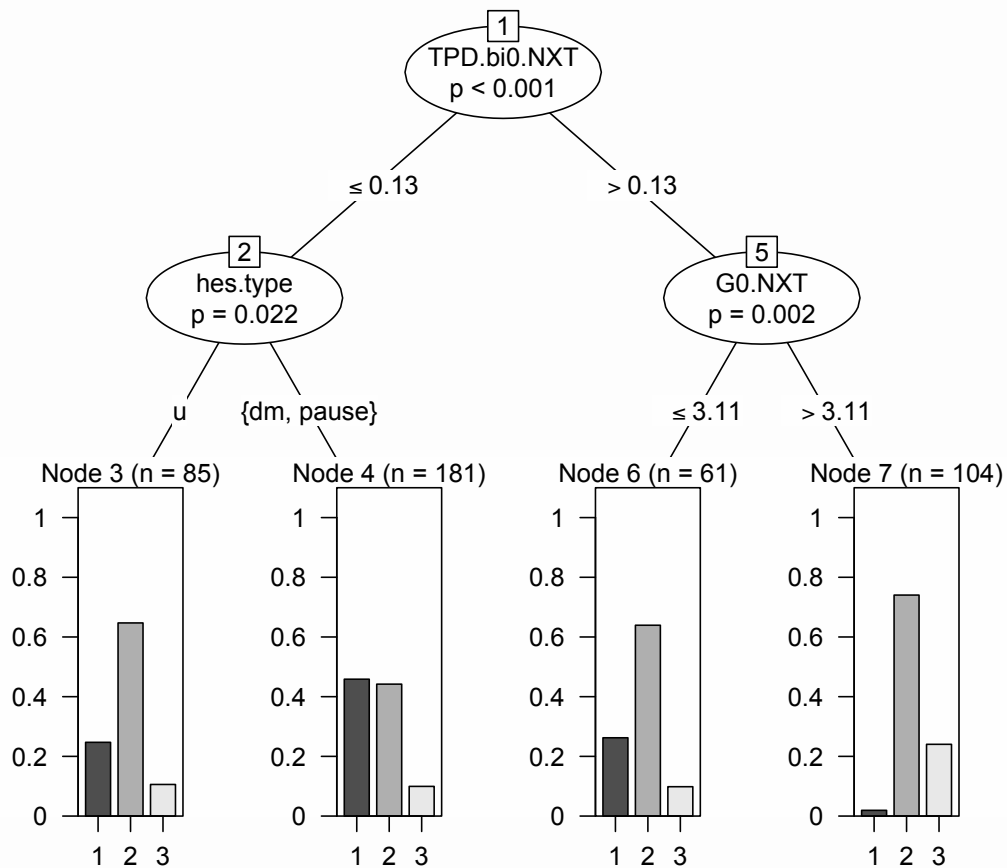 1
TPD.bi0.NXT
p < 0.001
≤ 0.13
> 0.13
2
hes.type
p = 0.022
5
G0.NXT
p = 0.002
u
{dm, pause}
≤ 3.11
> 3.11
Node 3 (n = 85)
1
0.8
0.6
0.4
0.2
0
1 2 3
Node 4 (n = 181)
1
0.8
0.6
0.4
0.2
0
1 2 3
Node 6 (n = 61)
1
0.8
0.6
0.4
0.2
0
1 2 3
Node 7 (n = 104)
1
0.8
0.6
0.4
0.2
0
1 2 3